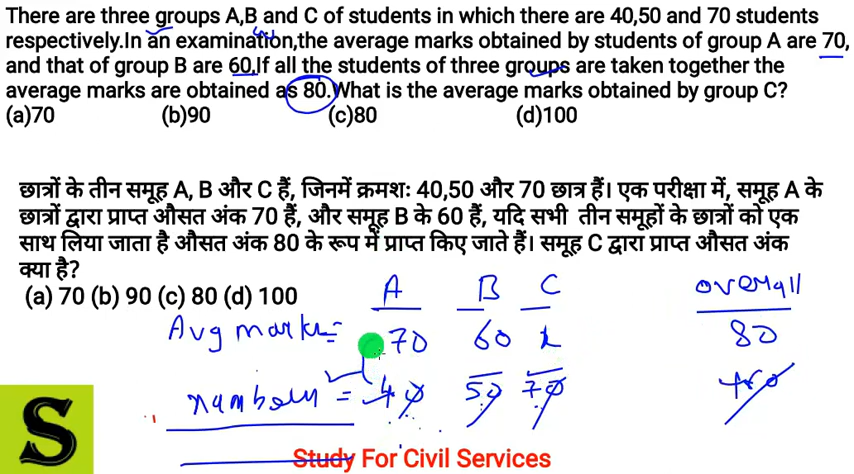 There are three groups A,B and C of students in which there are 40,50 and 70 students
respectively.In an examination,the average marks obtained by students of group A are 70,
and that of group B are 60,If all the students of three groups are taken together the
average marks are obtained as 80.What is the average marks obtained by group C?
(a)70 (b)90 (c)80 (d)100
छात्रों के तीन समूह A, B और C हैं, जिनमें क्रमशः 40,50 और 70 छात्र हैं। एक परीक्षा में, समूह A के
छात्रों द्वारा प्राप्त औसत अंक 70 हैं, और समूह B के 60 हैं, यदि सभी तीन समूहों के छात्रों को एक
साथ लिया जाता है औसत अंक 80 के रूप में प्राप्त किए जाते हैं। समूह C द्वारा प्राप्त औसत अंक
क्या है?
(a) 70 (b) 90 (c) 80 (d) 100
A B C overall
Avg marks = 70 60 x 80
numbers = 40 50 70
S
Study For Civil Services